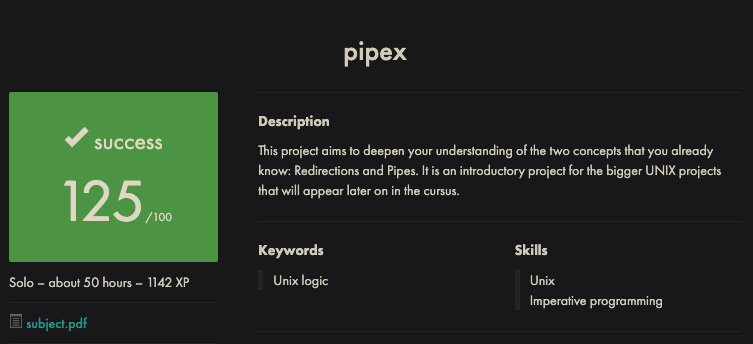 pipex
success
125/100
Solo – about 50 hours – 1142 XP
subject.pdf
Description
This project aims to deepen your understanding of the two concepts that you already
know: Redirections and Pipes. It is an introductory project for the bigger UNIX projects
that will appear later on in the cursus.
Keywords
Unix logic
Skills
Unix
Imperative programming